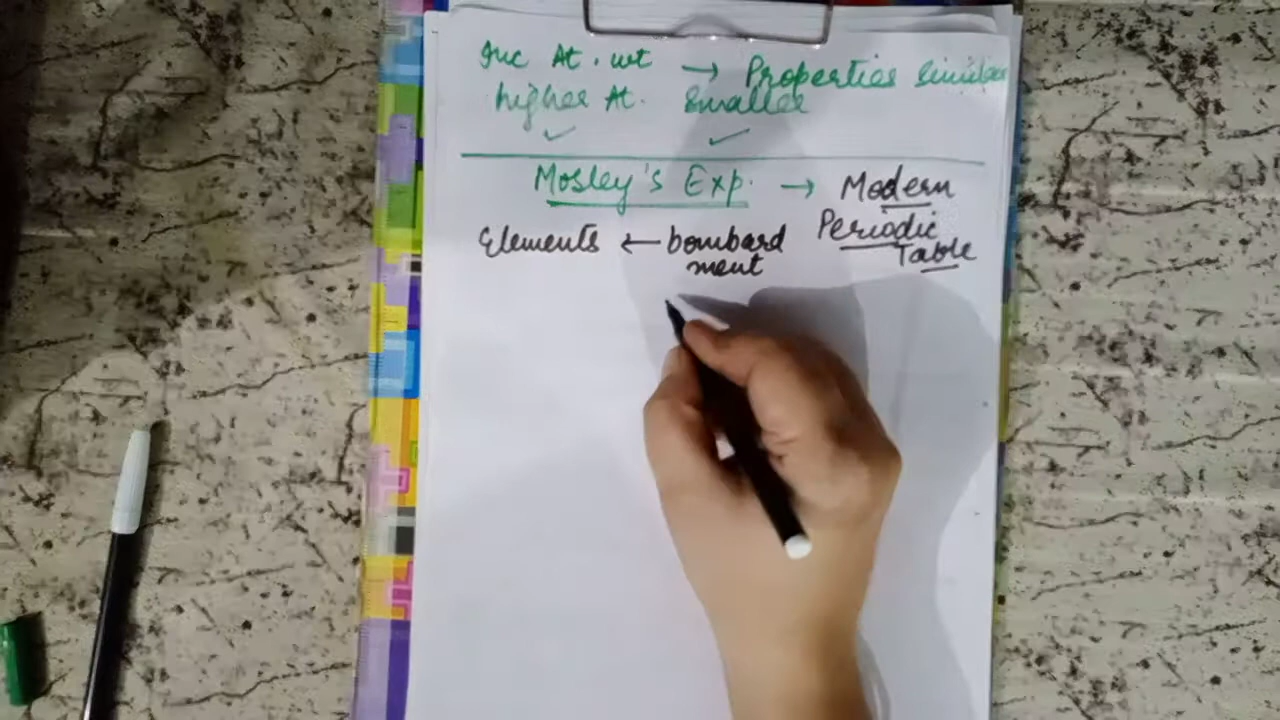 Inc At. wt → Properties Similar
higher At. Smaller
Mosley's Exp. → Modern
Periodic
Table
Elements ← bombard
ment